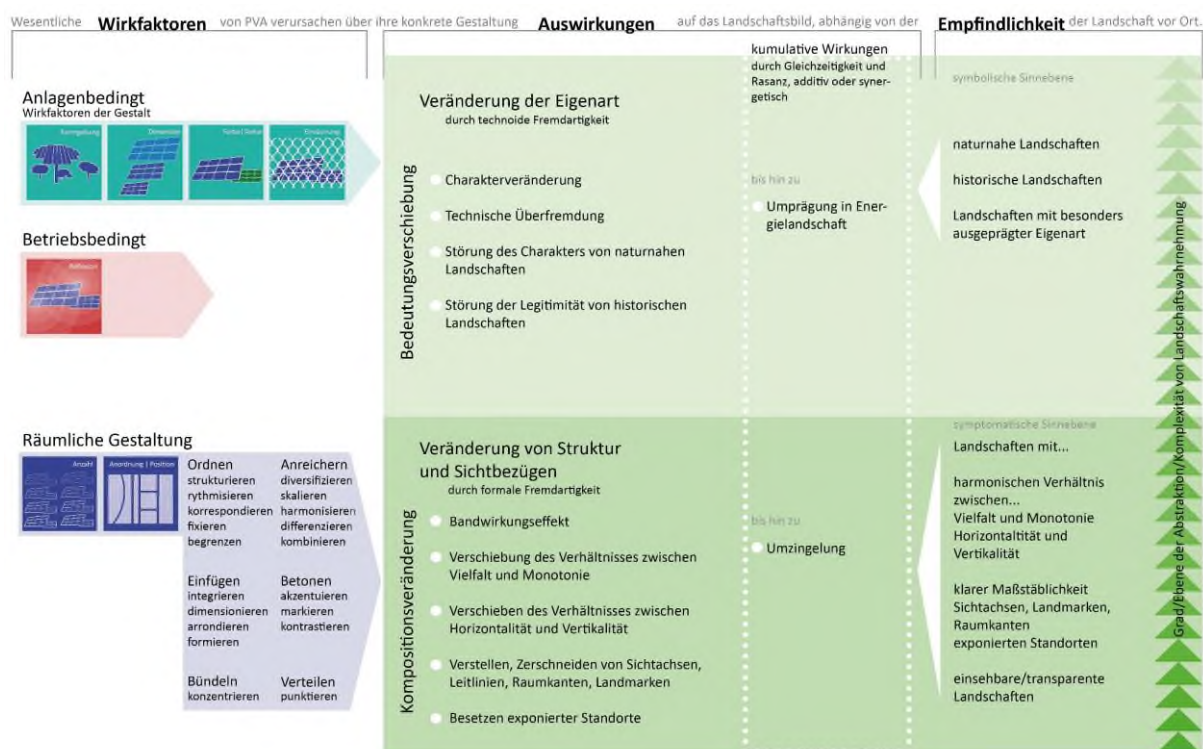 Wesentliche Wirkfaktoren von PVA verursachen über ihre konkrete Gestaltung Auswirkungen auf das Landschaftsbild, abhängig von der Empfindlichkeit der Landschaft vor Ort.
Anlagenbedingt
Wirkfaktoren der Gestalt
Formgebung
Dimension
Farbe | Textur
Einzäunung
Betriebsbedingt
Reflexion
Räumliche Gestaltung
Anzahl
Anordnung | Position
Ordnen
strukturieren
rythmisieren
korrespondieren
fixieren
begrenzen
Anreichern
diversifizieren
skalieren
harmonisieren
differenzieren
kombinieren
Einfügen
integrieren
dimensionieren
arrondieren
formieren
Betonen
akzentuieren
markieren
kontrastieren
Bündeln
konzentrieren
Verteilen
punktieren
Bedeutungsverschiebung
Veränderung der Eigenart
durch technoide Fremdartigkeit
Charakterveränderung
Technische Überfremdung
Störung des Charakters von naturnahen
Landschaften
Störung der Legitimität von historischen
Landschaften
kumulative Wirkungen
durch Gleichzeitigkeit und
Rasanz, additiv oder syner-
getisch
bis hin zu
Umprägung in Ener-
gielandschaft
symbolische Sinnebene
naturnahe Landschaften
historische Landschaften
Landschaften mit besonders
ausgeprägter Eigenart
Kompositionsveränderung
Veränderung von Struktur
und Sichtbezügen
durch formale Fremdartigkeit
Bandwirkungseffekt
Verschiebung des Verhältnisses zwischen
Vielfalt und Monotonie
Verschieben des Verhältnisses zwischen
Horizontalität und Vertikalität
Verstellen, Zerschneiden von Sichtachsen,
Leitlinien, Raumkanten, Landmarken
Besetzen exponierter Standorte
bis hin zu
Umzingelung
symptomatische Sinnebene
Landschaften mit...
harmonischen Verhältnis
zwischen...
Vielfalt und Monotonie
Horizontaltität und
Vertikalität
klarer Maßstäblichkeit
Sichtachsen, Landmarken,
Raumkanten
exponierten Standorten
einsehbare/transparente
Landschaften
Grad/Ebene der Abstraktion/Komplexität von Landschaftswahrnehmung